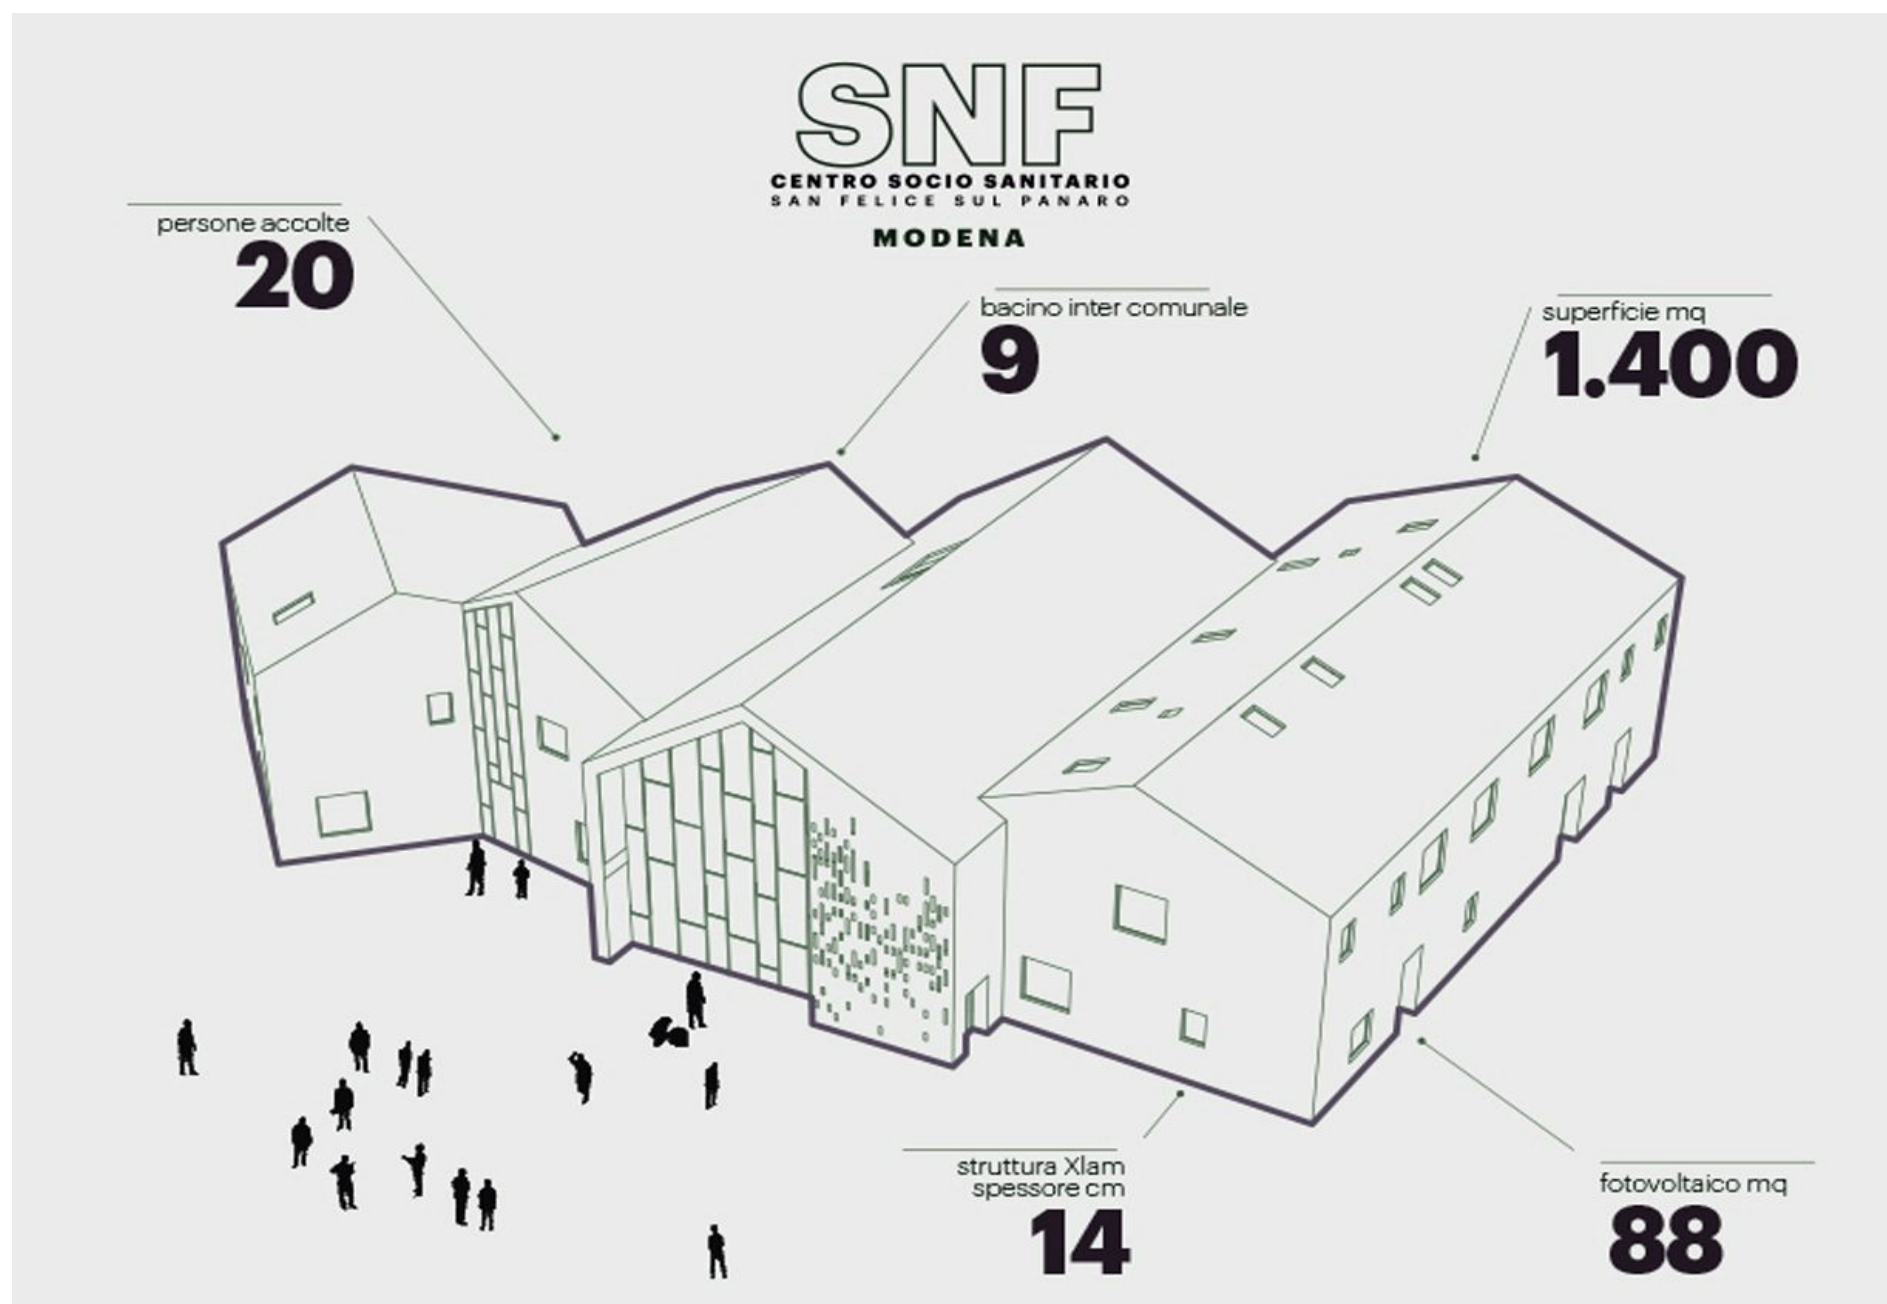 SNF
CENTRO SOCIO SANITARIO
SAN FELICE SUL PANARO
MODENA
persone accolte
20
bacino inter comunale
9
superficie mq
1.400
struttura Xlam
spessore cm
14
fotovoltaico mq
88